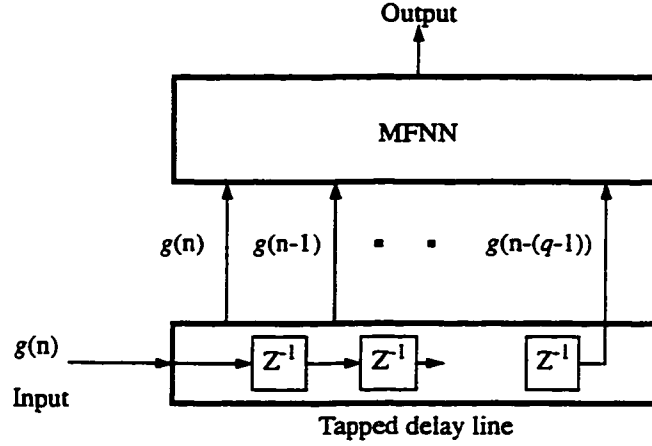 Output
MFNN
g(n) g(n-1) ▪ ▪ g(n-(q-1))
g(n)
Z⁻¹ Z⁻¹ Z⁻¹
Input
Tapped delay line